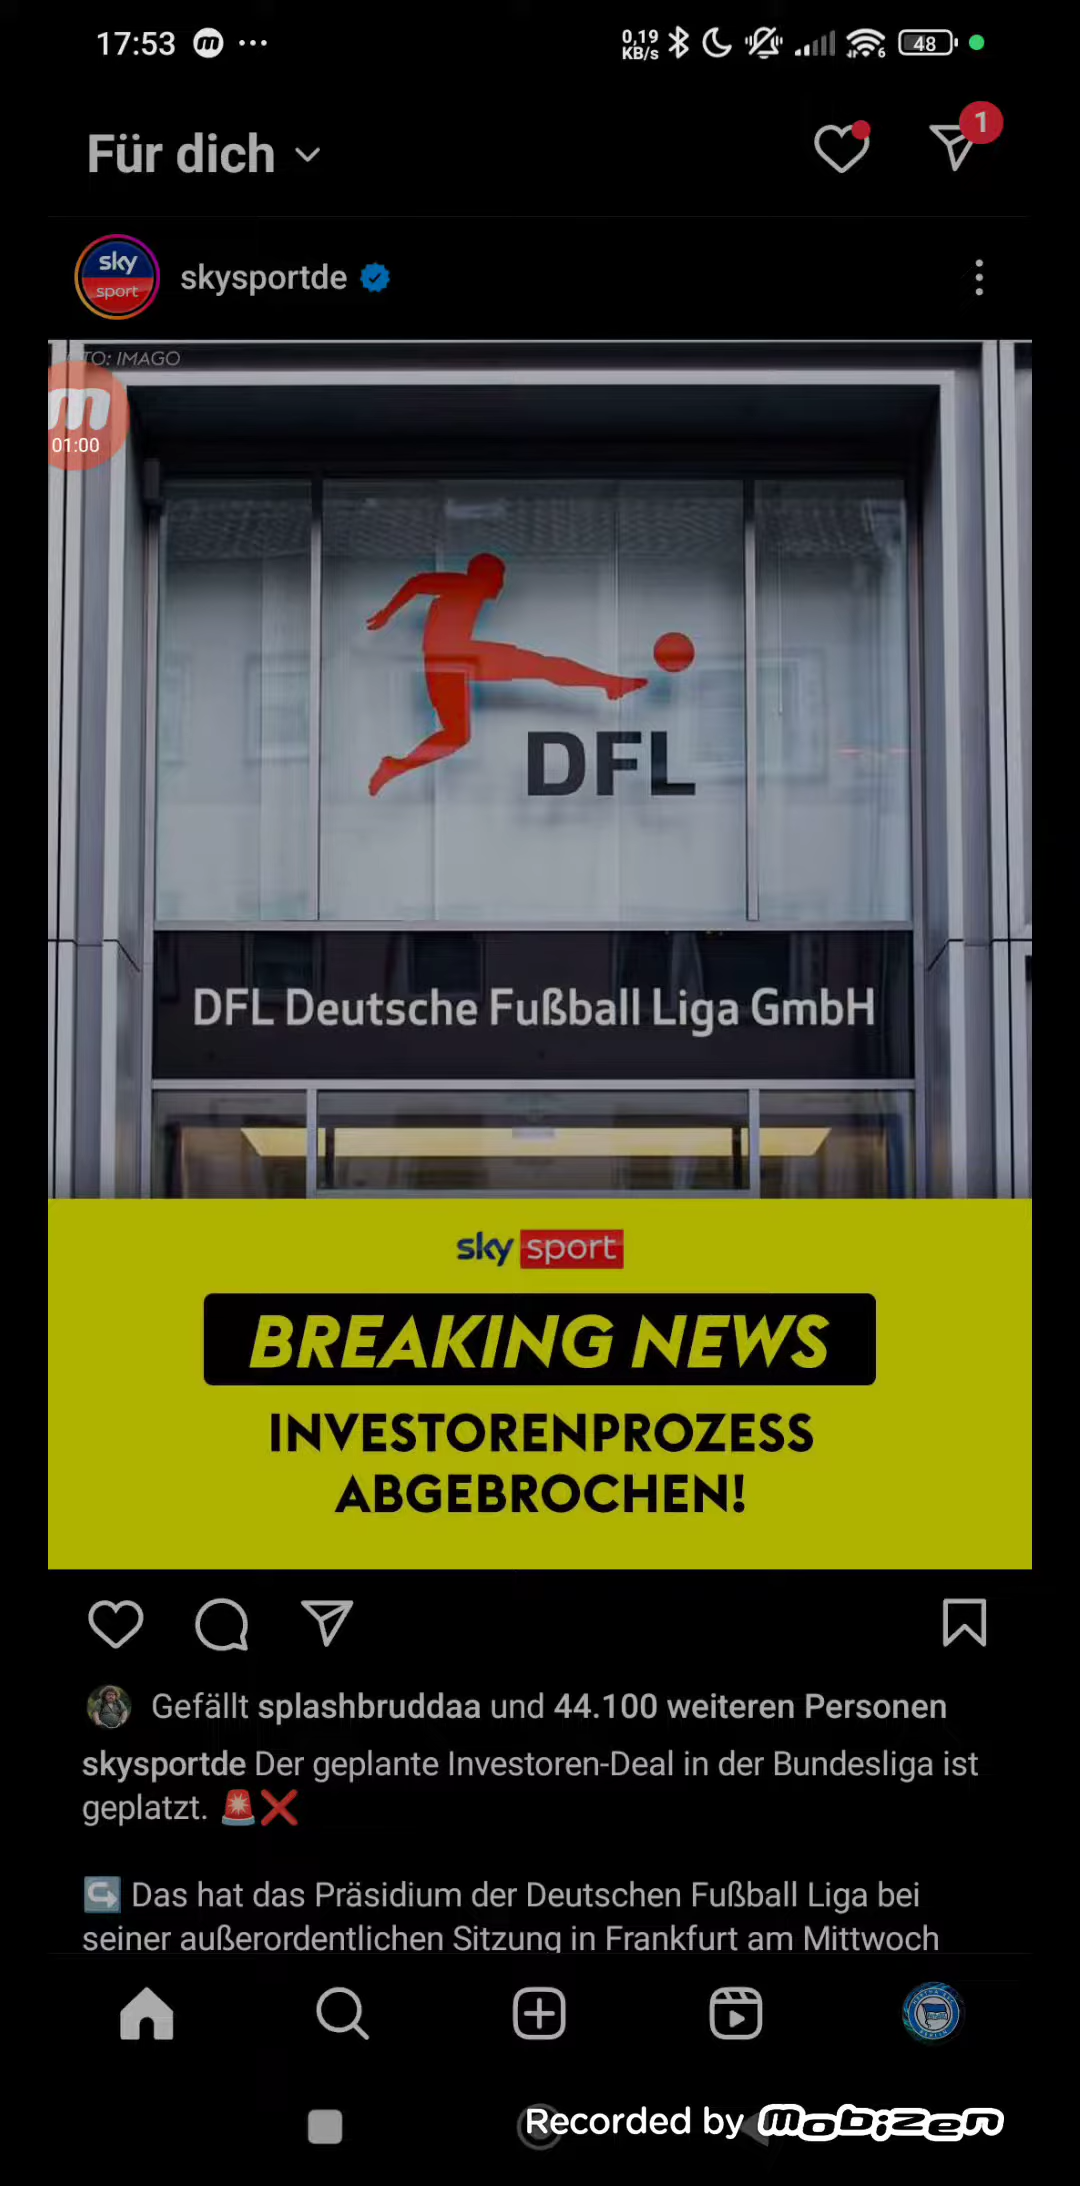 17:53
0,19
KB/s
6
48
Für dich
1
sky
sport
skysportde
TO: IMAGO
m
01:00
DFL
DFL Deutsche Fußball Liga GmbH
sky sport
BREAKING NEWS
INVESTORENPROZESS
ABGEBROCHEN!
Gefällt splashbruddaa und 44.100 weiteren Personen
skysportde Der geplante Investoren-Deal in der Bundesliga ist
geplatzt. 🚨❌
↪️ Das hat das Präsidium der Deutschen Fußball Liga bei
seiner außerordentlichen Sitzung in Frankfurt am Mittwoch
Recorded by mobizen